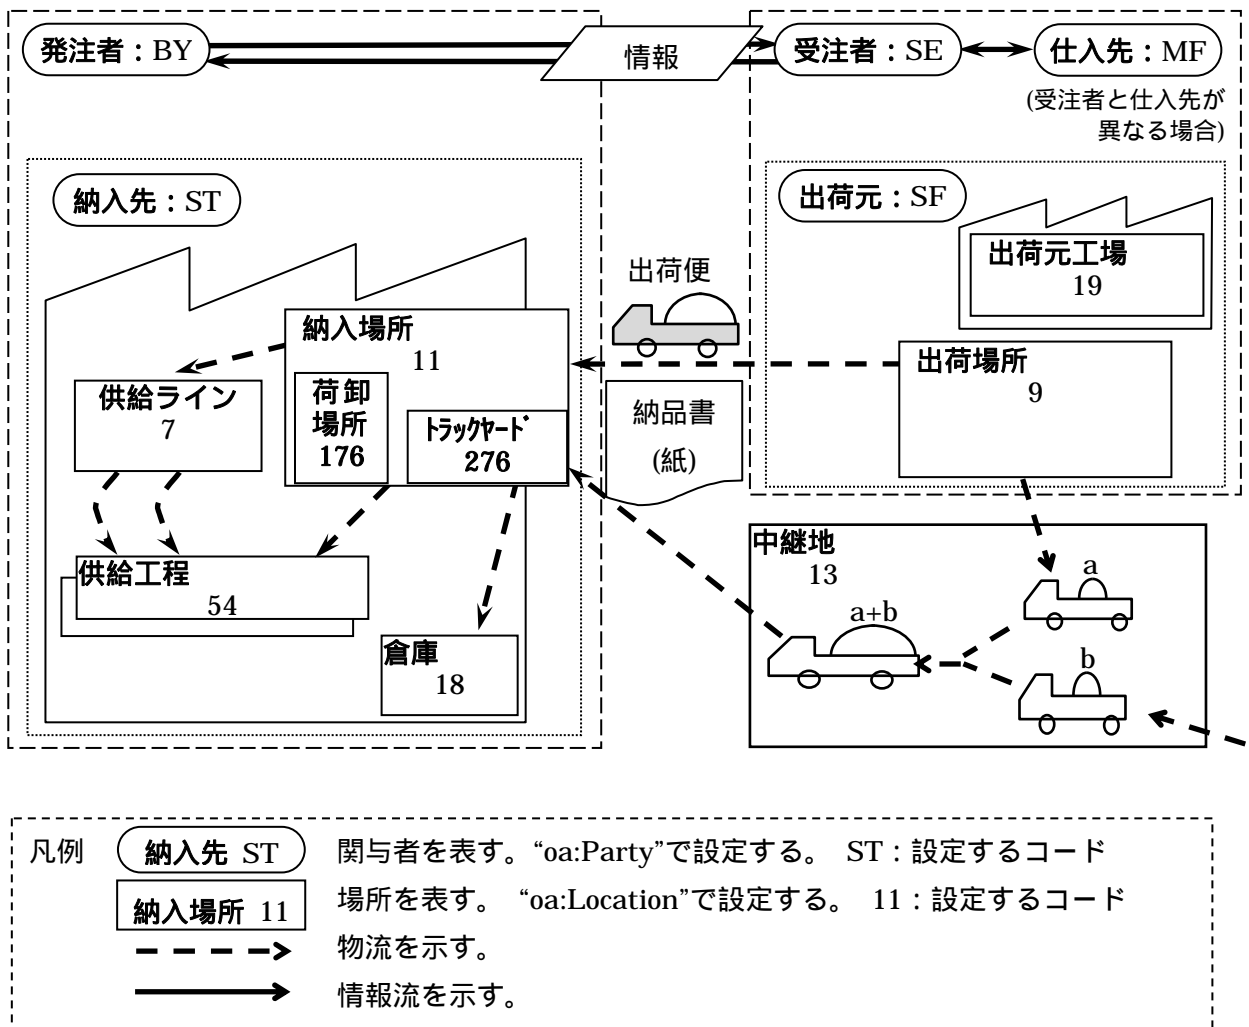 発注者：BY
情報
受注者：SE
仕入先：MF
(受注者と仕入先が
異なる場合)
納入先：ST
出荷元：SF
出荷元工場
19
出荷便
納入場所
11
出荷場所
9
供給ライン
7
荷卸
場所
176
トラックヤード
276
納品書
(紙)
中継地
13
a
a+b
b
供給工程
54
倉庫
18
凡例
納入先 ST
関与者を表す。“oa:Party”で設定する。 ST：設定するコード
納入場所 11
場所を表す。 “oa:Location”で設定する。 11：設定するコード
物流を示す。
情報流を示す。